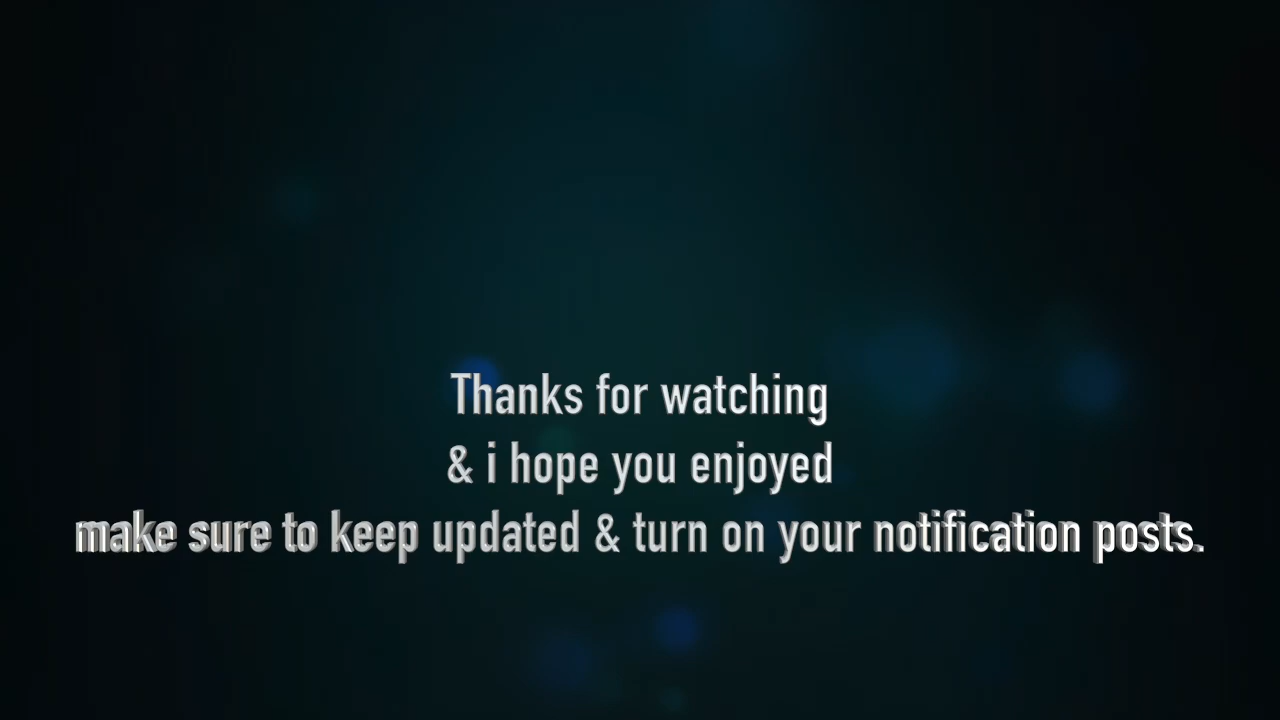 Thanks for watching
& i hope you enjoyed
make sure to keep updated & turn on your notification posts.